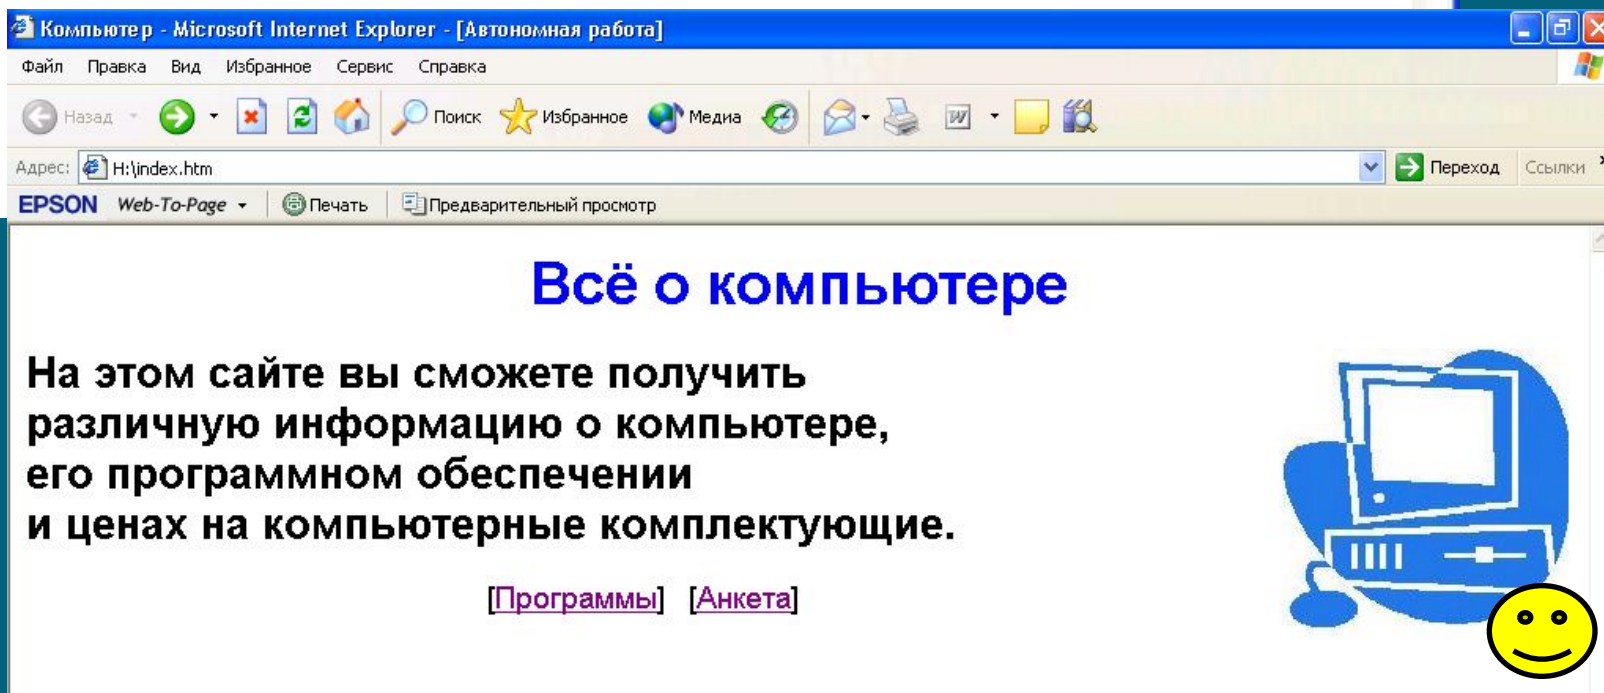 Компьютер - Microsoft Internet Explorer - [Автономная работа]
Файл Правка Вид Избранное Сервис Справка
Назад Поиск Избранное Медиа W
Адрес: H:\index.htm Переход Ссылки »
EPSON Web-To-Page Печать Предварительный просмотр
Всё о компьютере
На этом сайте вы сможете получить
различную информацию о компьютере,
его программном обеспечении
и ценах на компьютерные комплектующие.
[Программы] [Анкета]